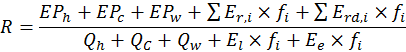 R = (EP_h + EP_c + EP_w + ∑ E_{r,i} × f_i + ∑ E_{rd,i} × f_i) / (Q_h + Q_C + Q_w + E_l × f_i + E_e × f_i)